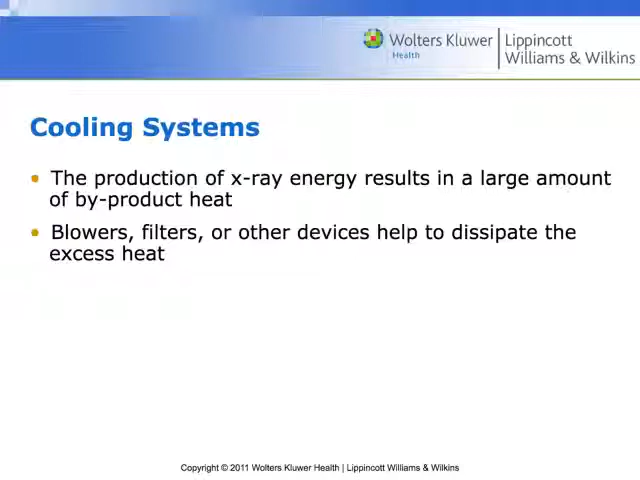 Wolters Kluwer
Health
Lippincott
Williams & Wilkins
Cooling Systems
• The production of x-ray energy results in a large amount
of by-product heat
• Blowers, filters, or other devices help to dissipate the
excess heat
Copyright © 2011 Wolters Kluwer Health | Lippincott Williams & Wilkins